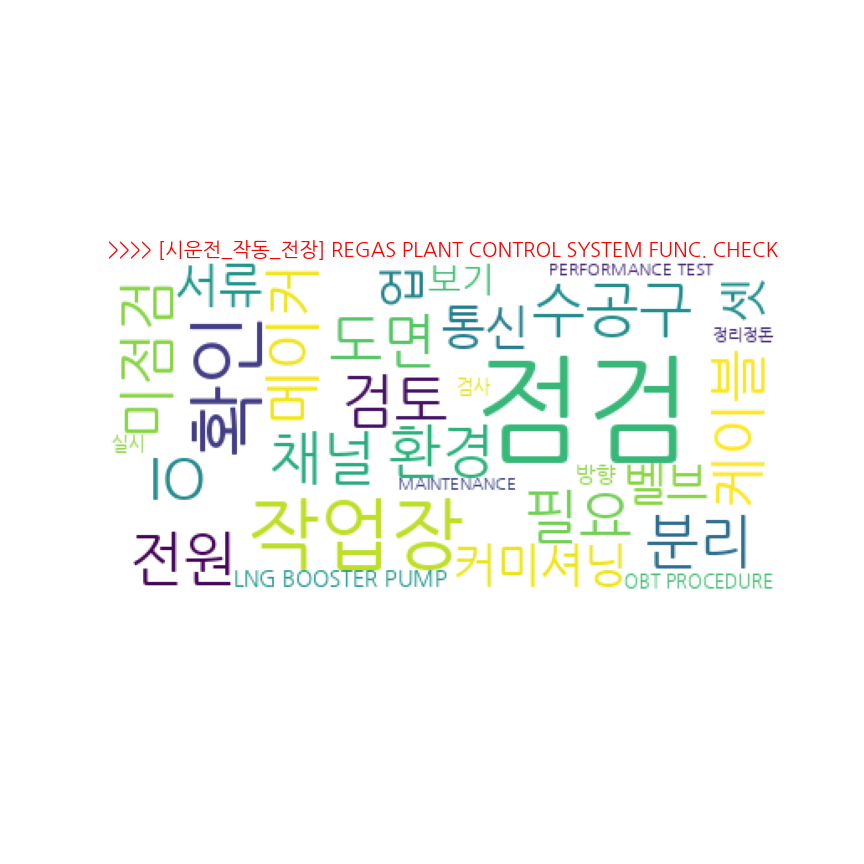 >>>> [시운전_작동_전장] REGAS PLANT CONTROL SYSTEM FUNC. CHECK
서류
메이커
업
보기
PERFORMANCE TEST
셋
미점검
확인
도면
통신
수공구
정리정돈
검토
검사
점검
케이블
실시
IO
채널
환경
MAINTENANCE
방향
벨브
작업장
필요
분리
전원
LNG BOOSTER PUMP
커미셔닝
OBT PROCEDURE